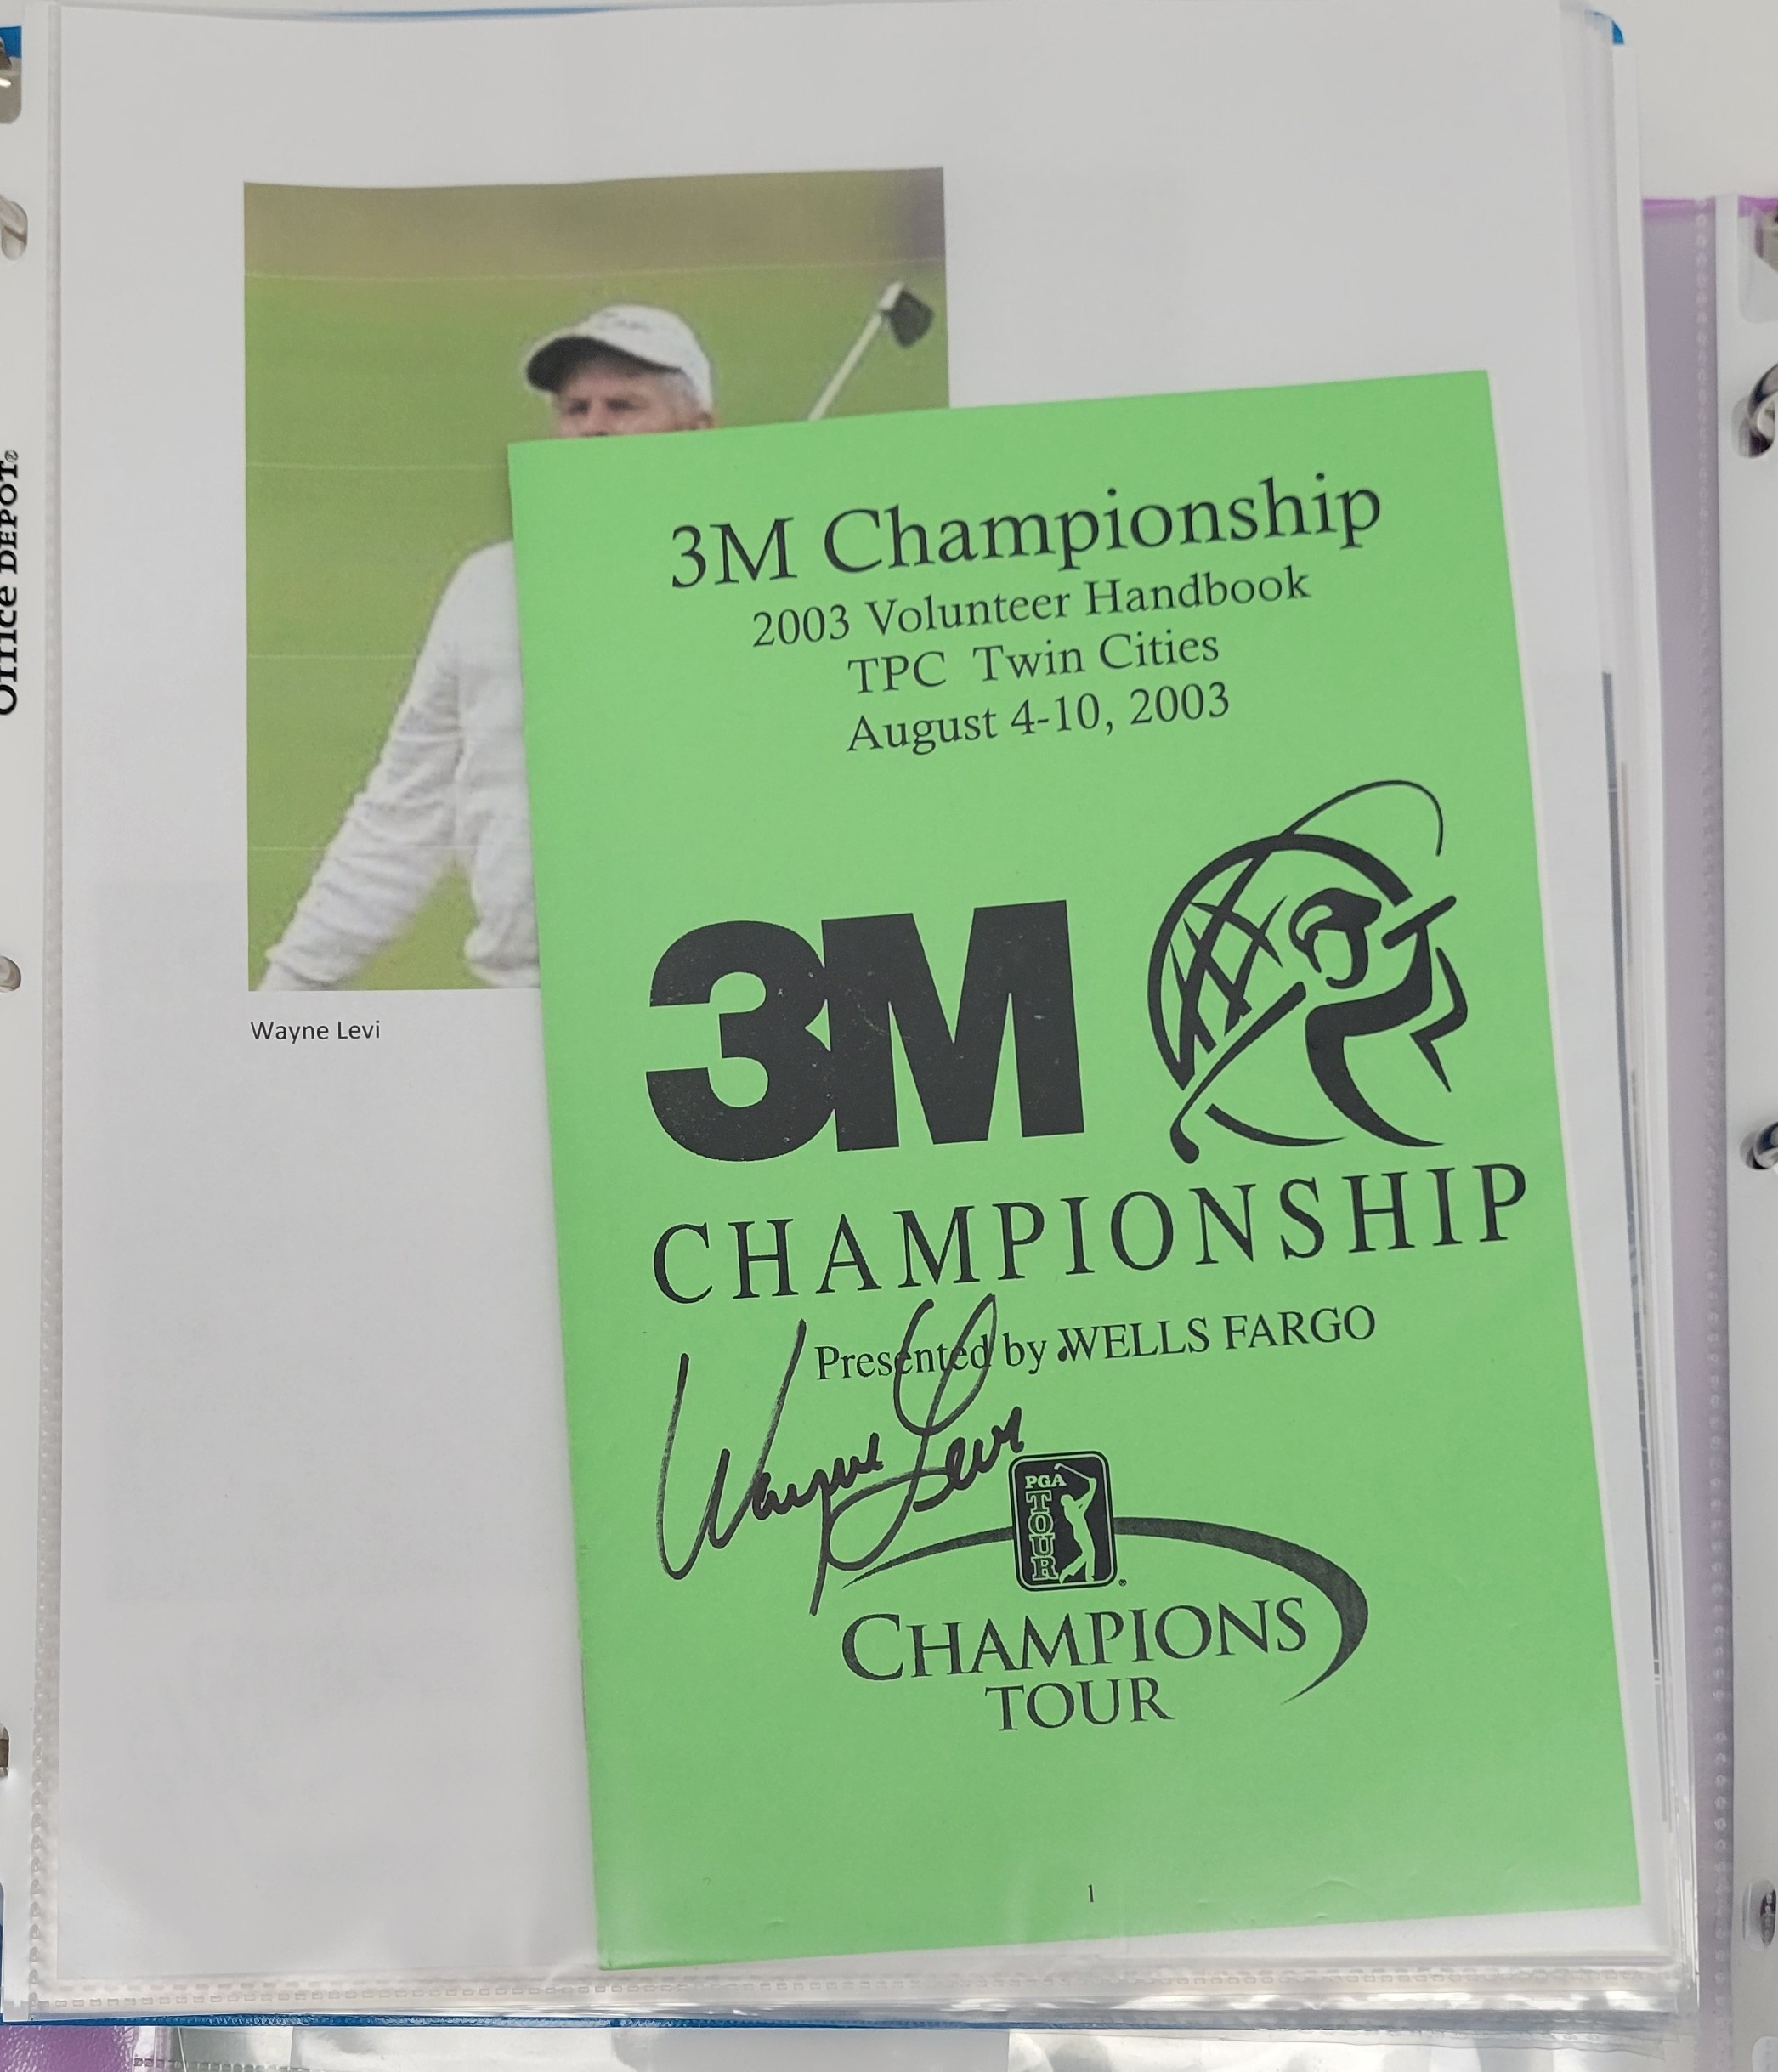 Office DEPOT®
Wayne Levi
3M Championship
2003 Volunteer Handbook
TPC Twin Cities
August 4-10, 2003
3M
CHAMPIONSHIP
Presented by WELLS FARGO
Wayne Levi
PGA
TOUR
®
CHAMPIONS
TOUR
1